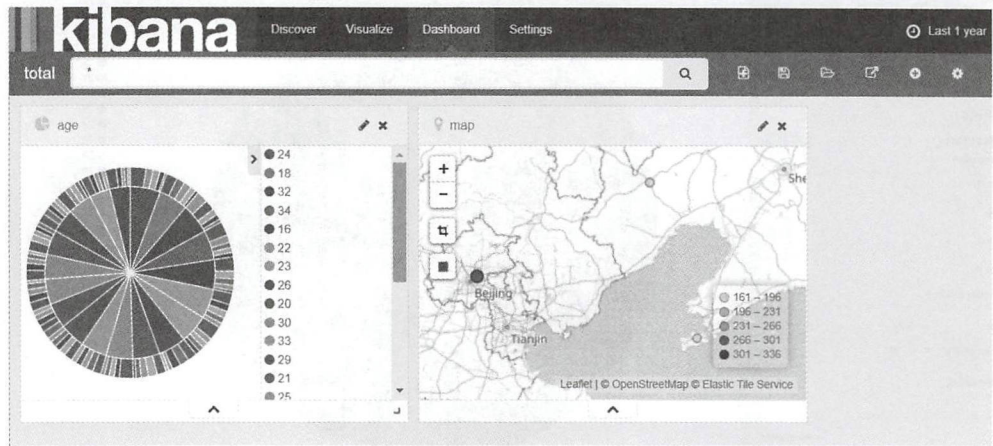 kibana
Discover Visualize Dashboard Settings Last 1 year
total *
age
24
18
32
34
16
22
23
26
20
30
33
29
21
25
map
+
−
She
Beijing
Tianjin
161 – 196
196 – 231
231 – 266
266 – 301
301 – 336
Leaflet | © OpenStreetMap © Elastic Tile Service